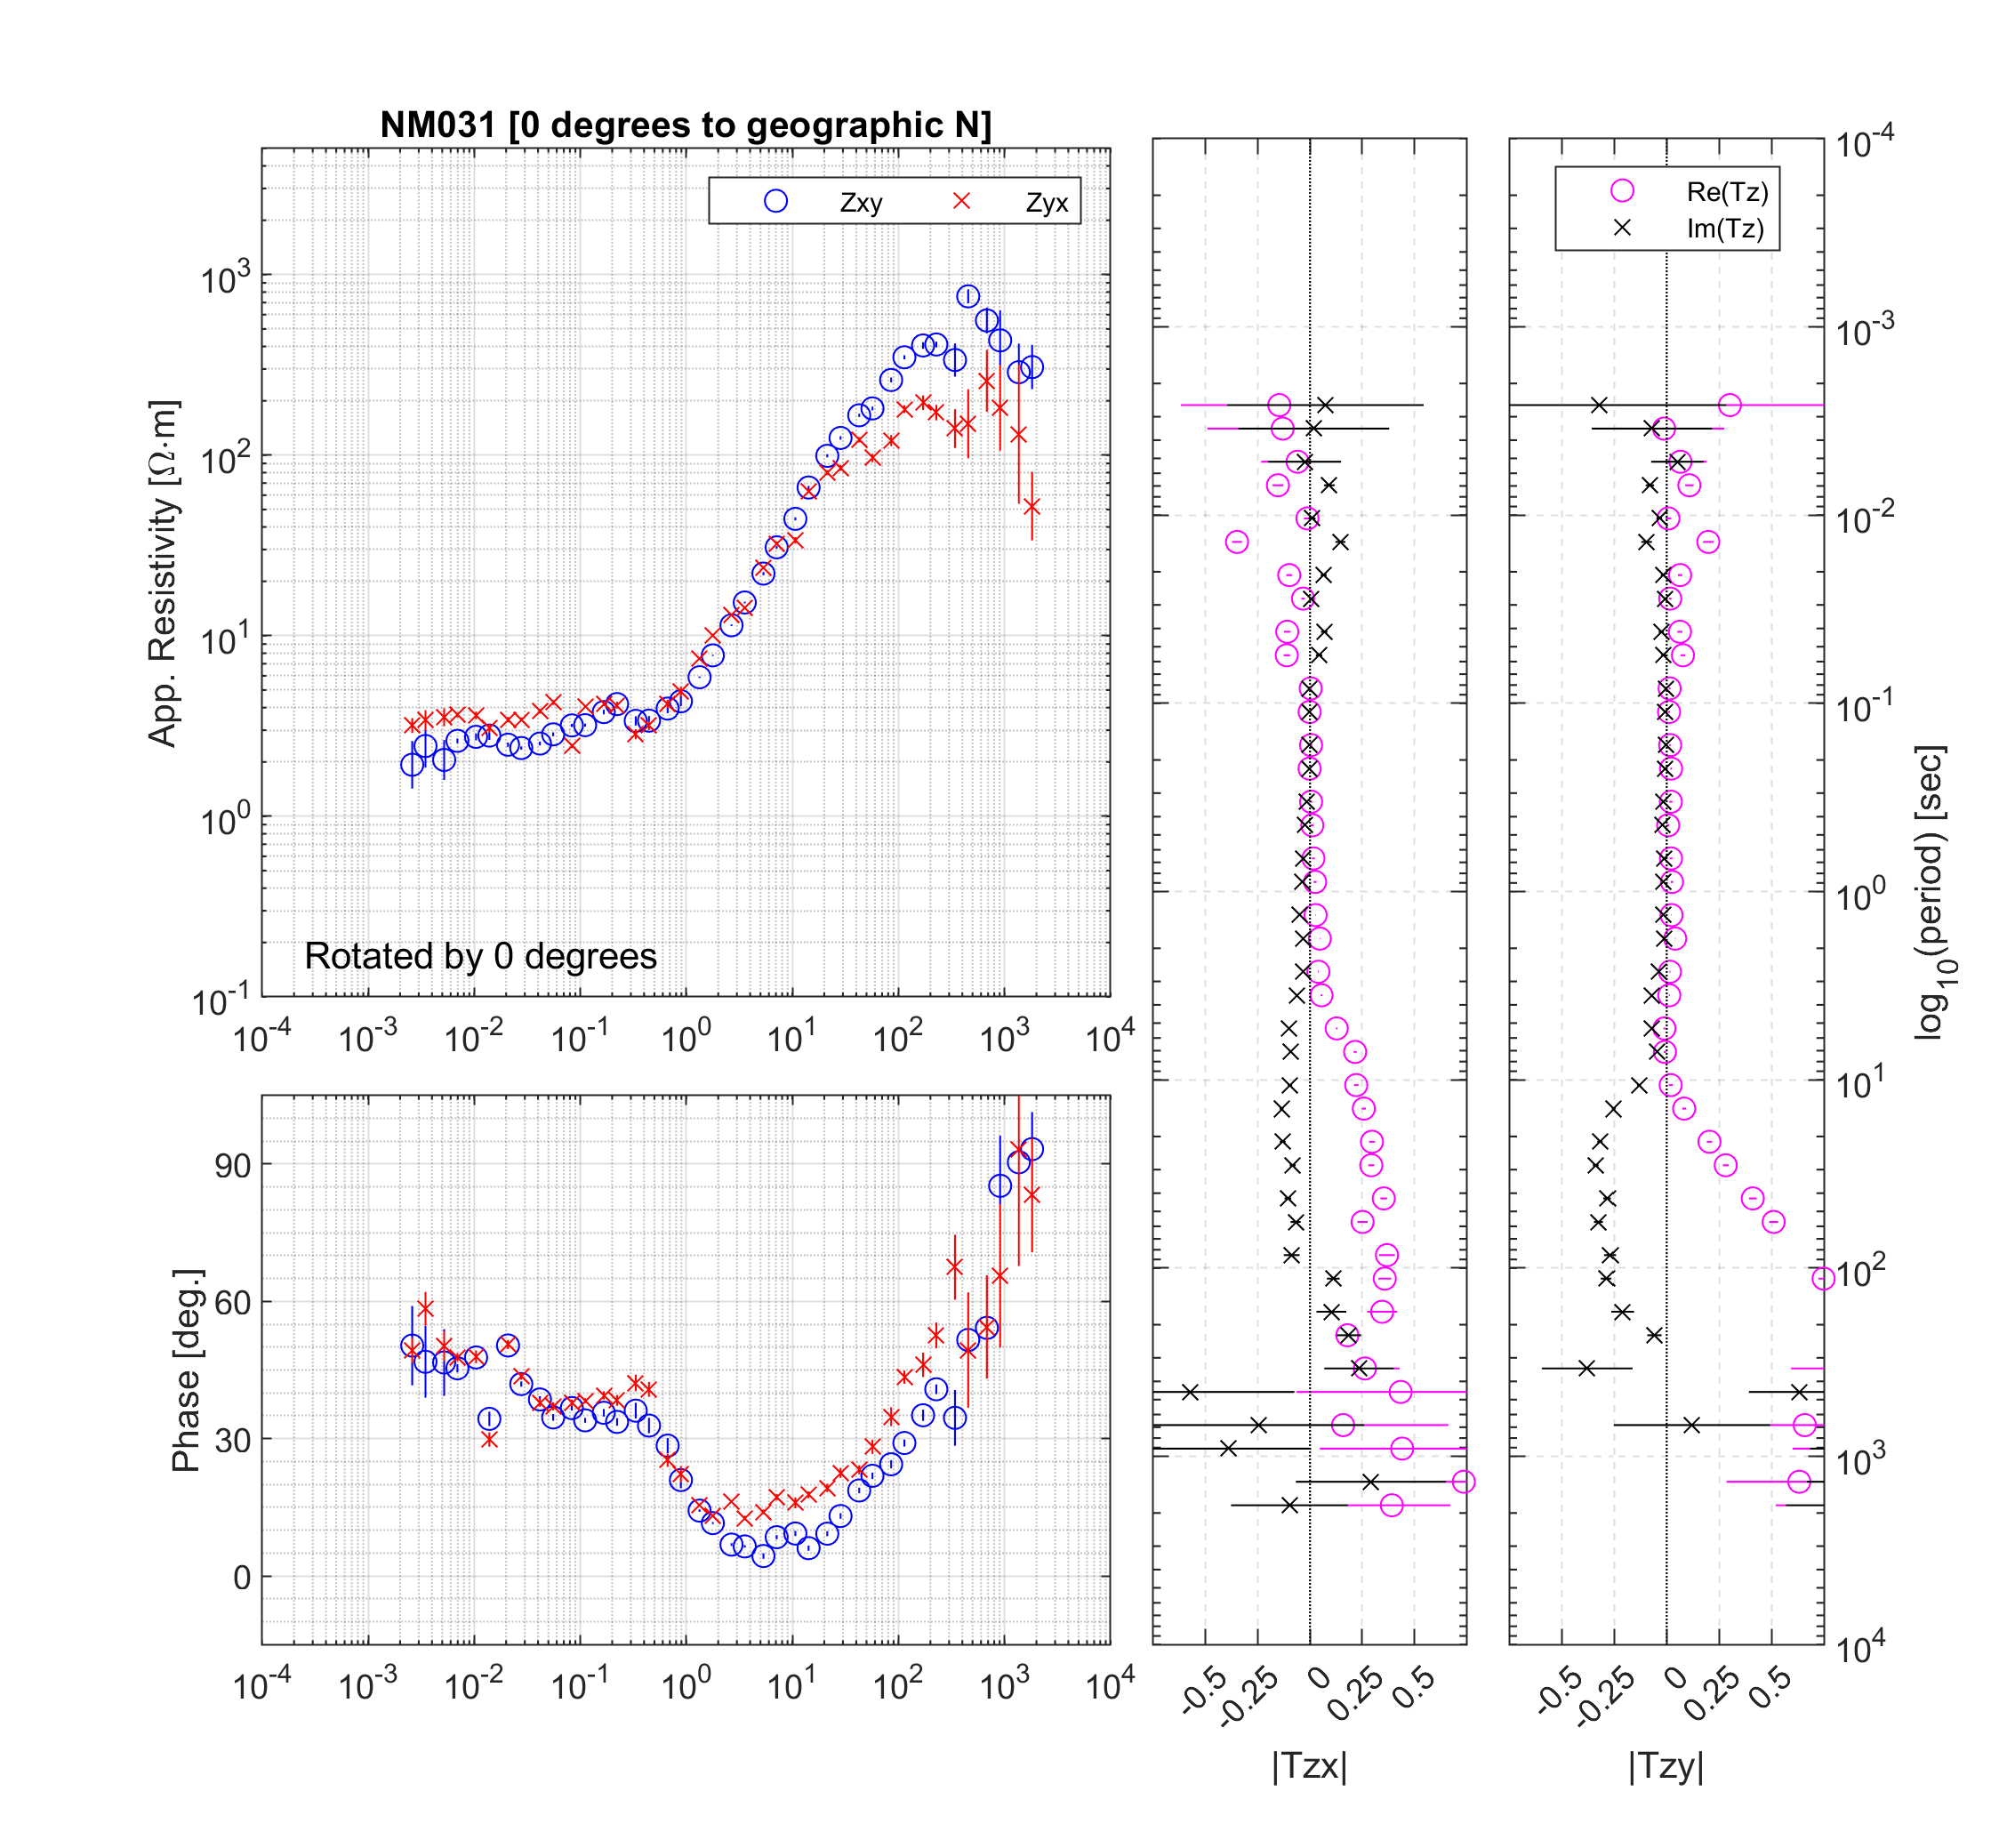 NM031 [0 degrees to geographic N]
Zxy Zyx
App. Resistivity [Ω·m]
10^3
10^2
10^1
10^0
10^-1
Rotated by 0 degrees
10^-4 10^-3 10^-2 10^-1 10^0 10^1 10^2 10^3 10^4
Phase [deg.]
90
60
30
0
10^-4 10^-3 10^-2 10^-1 10^0 10^1 10^2 10^3 10^4
-0.5 -0.25 0 0.25 0.5
|Tzx|
Re(Tz)
Im(Tz)
10^-4
10^-3
10^-2
10^-1
10^0
10^1
10^2
10^3
10^4
log_10(period) [sec]
-0.5 -0.25 0 0.25 0.5
|Tzy|